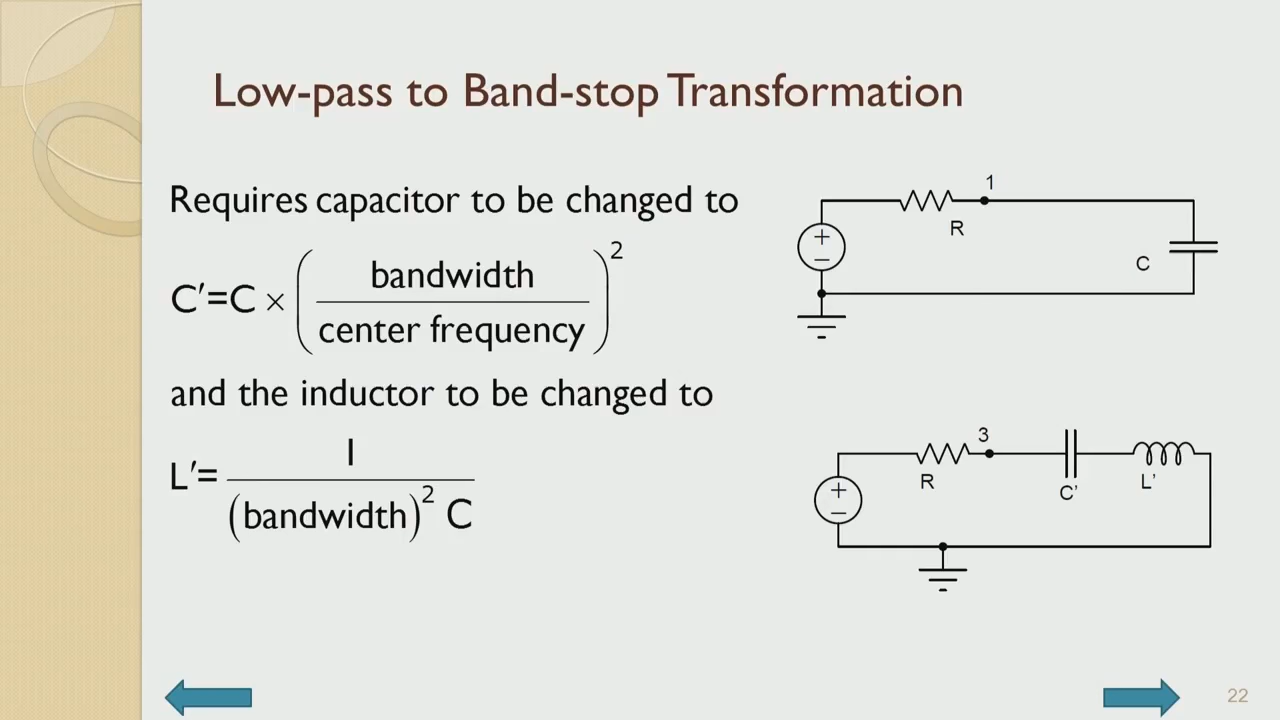 Low-pass to Band-stop Transformation
Requires capacitor to be changed to
C'=C × (bandwidth / center frequency)²
and the inductor to be changed to
L'= 1 / (bandwidth)² C
1
R
C
+
−
3
R
C'
L'
+
−
22